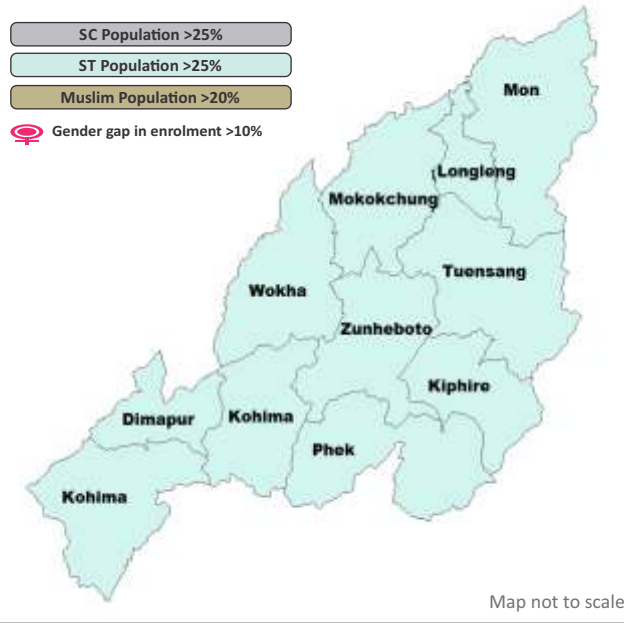 SC Population >25%
ST Population >25%
Muslim Population >20%
Gender gap in enrolment >10%
Mon
Longleng
Mokokchung
Tuensang
Wokha
Zunheboto
Kiphire
Dimapur
Kohima
Phek
Kohima
Map not to scale